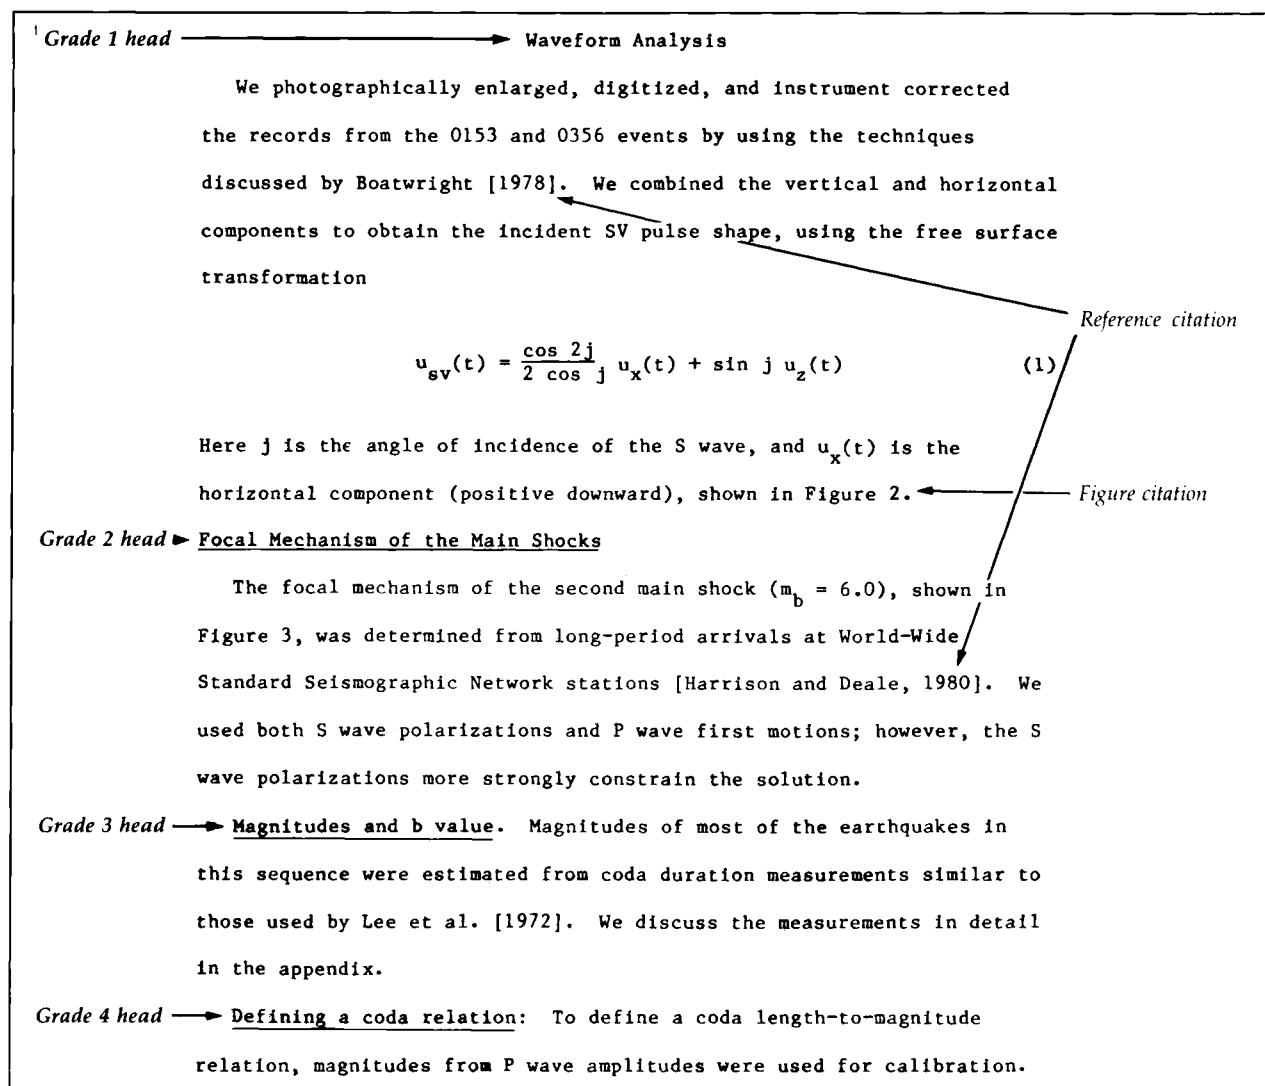 Grade 1 head Waveform Analysis
We photographically enlarged, digitized, and instrument corrected
the records from the 0153 and 0356 events by using the techniques
discussed by Boatwright [1978]. We combined the vertical and horizontal
components to obtain the incident SV pulse shape, using the free surface
transformation
Reference citation
u_sv(t) = cos 2j / 2 cos j u_x(t) + sin j u_z(t) (1)
Here j is the angle of incidence of the S wave, and u_x(t) is the
horizontal component (positive downward), shown in Figure 2. Figure citation
Grade 2 head Focal Mechanism of the Main Shocks
The focal mechanism of the second main shock (m_b = 6.0), shown in
Figure 3, was determined from long-period arrivals at World-Wide
Standard Seismographic Network stations [Harrison and Deale, 1980]. We
used both S wave polarizations and P wave first motions; however, the S
wave polarizations more strongly constrain the solution.
Grade 3 head Magnitudes and b value. Magnitudes of most of the earthquakes in
this sequence were estimated from coda duration measurements similar to
those used by Lee et al. [1972]. We discuss the measurements in detail
in the appendix.
Grade 4 head Defining a coda relation: To define a coda length-to-magnitude
relation, magnitudes from P wave amplitudes were used for calibration.